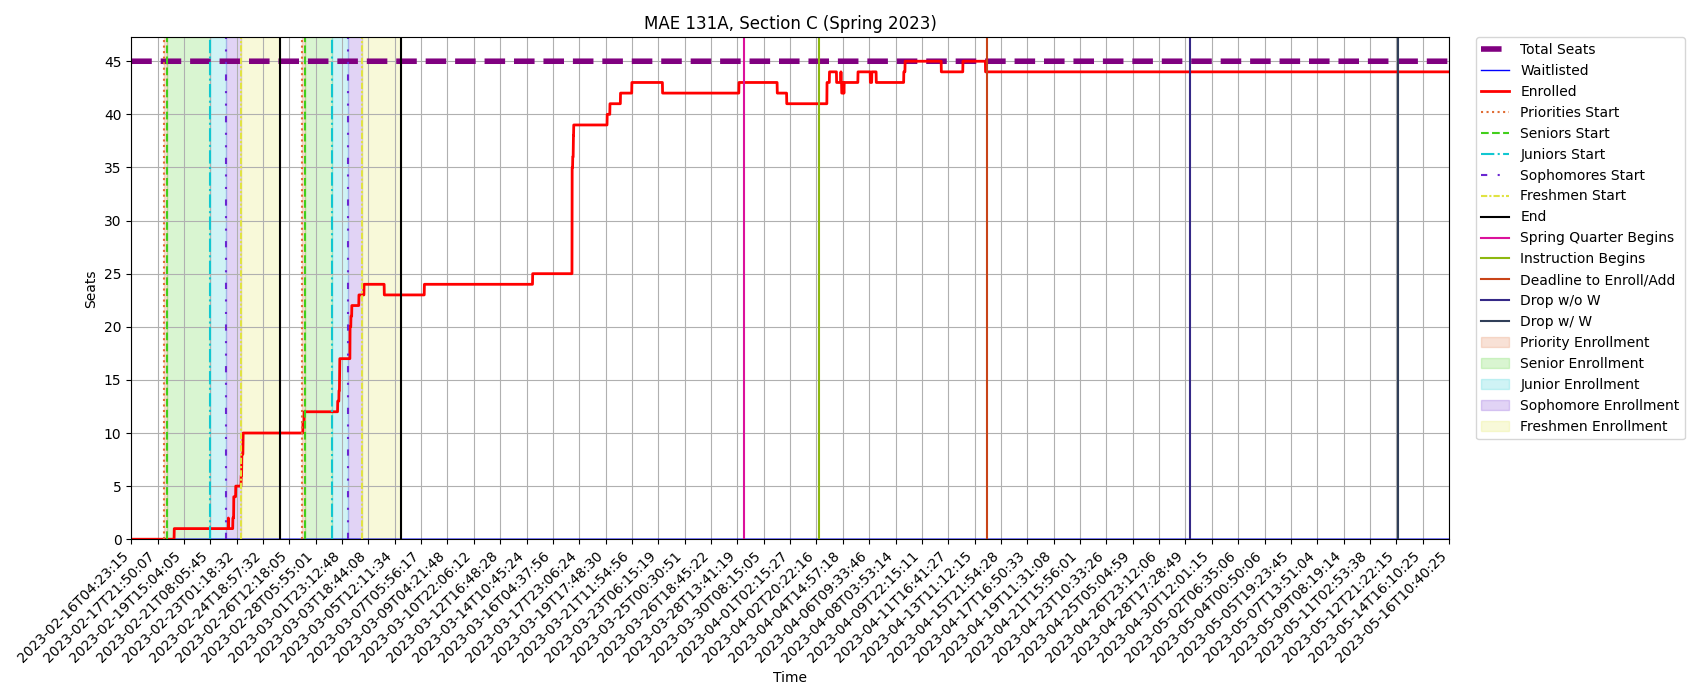 MAE 131A, Section C (Spring 2023)
Seats
45
40
35
30
25
20
15
10
5
0
2023-02-16T04:23:15
2023-02-17T21:50:07
2023-02-19T15:04:05
2023-02-21T08:05:45
2023-02-23T01:18:32
2023-02-24T18:57:32
2023-02-26T12:18:05
2023-02-28T05:55:01
2023-03-01T23:12:48
2023-03-03T18:44:08
2023-03-05T12:11:34
2023-03-07T05:56:17
2023-03-09T04:21:48
2023-03-10T22:06:12
2023-03-12T16:48:28
2023-03-14T10:45:24
2023-03-16T04:37:56
2023-03-17T23:06:24
2023-03-19T17:48:30
2023-03-21T11:54:56
2023-03-23T06:15:19
2023-03-25T00:30:51
2023-03-26T18:45:22
2023-03-28T13:41:19
2023-03-30T08:15:05
2023-04-01T02:15:27
2023-04-02T20:22:16
2023-04-04T14:57:18
2023-04-06T09:33:46
2023-04-08T03:53:14
2023-04-09T22:15:11
2023-04-11T16:41:27
2023-04-13T11:12:15
2023-04-15T21:54:28
2023-04-17T16:50:33
2023-04-19T11:31:08
2023-04-21T15:56:01
2023-04-23T10:33:26
2023-04-25T05:04:59
2023-04-26T23:12:06
2023-04-28T17:28:49
2023-04-30T12:01:15
2023-05-02T06:35:06
2023-05-04T00:50:06
2023-05-05T19:23:45
2023-05-07T13:51:04
2023-05-09T08:19:14
2023-05-11T02:53:38
2023-05-12T21:22:15
2023-05-14T16:10:25
2023-05-16T10:40:25
Time
Total Seats
Waitlisted
Enrolled
Priorities Start
Seniors Start
Juniors Start
Sophomores Start
Freshmen Start
End
Spring Quarter Begins
Instruction Begins
Deadline to Enroll/Add
Drop w/o W
Drop w/ W
Priority Enrollment
Senior Enrollment
Junior Enrollment
Sophomore Enrollment
Freshmen Enrollment